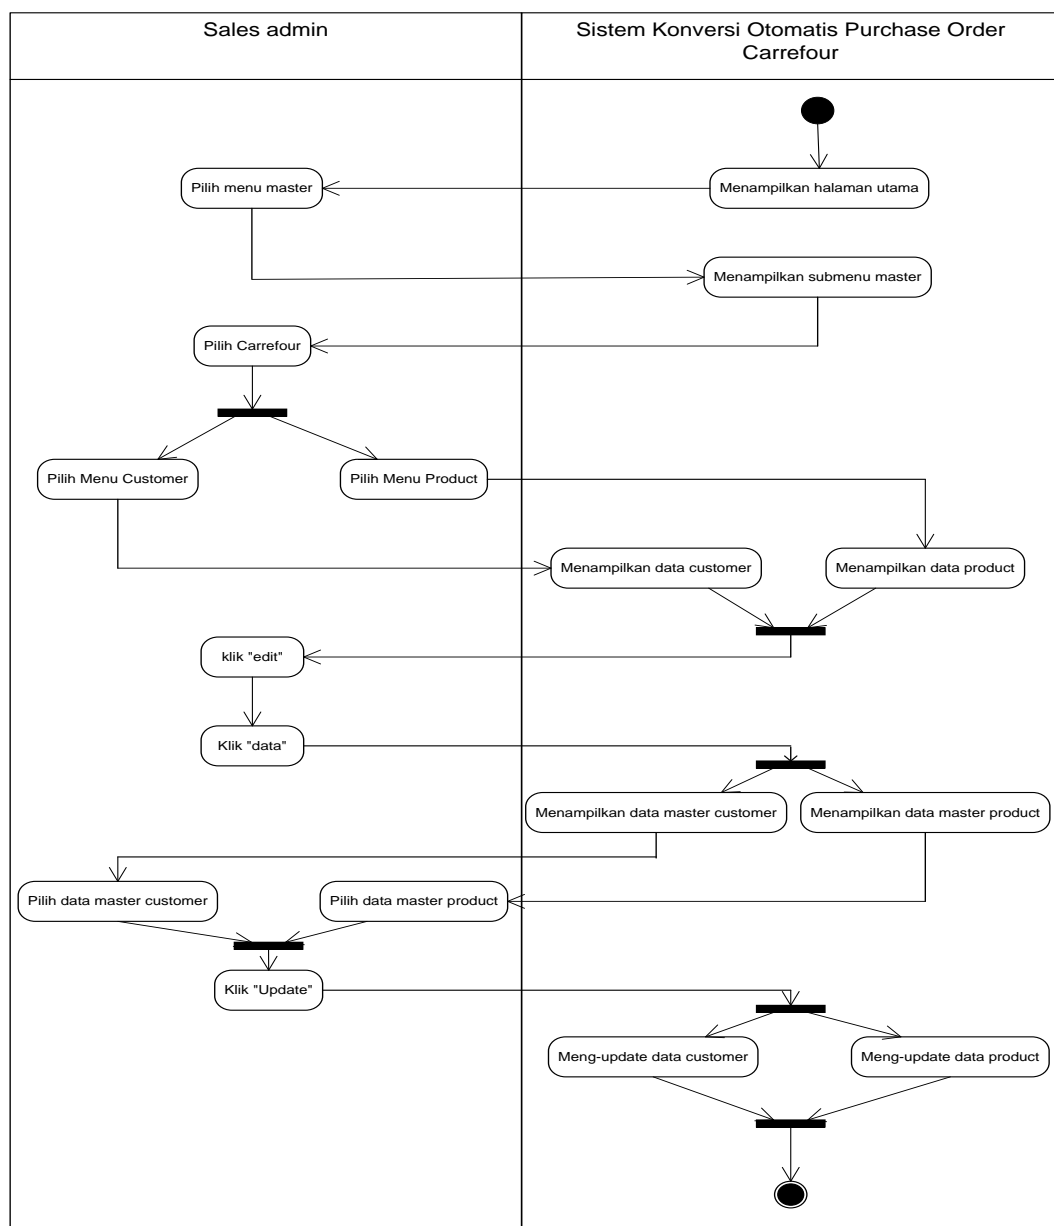 Sales admin
Sistem Konversi Otomatis Purchase Order
Carrefour
Pilih menu master
Menampilkan halaman utama
Menampilkan submenu master
Pilih Carrefour
Pilih Menu Customer
Pilih Menu Product
Menampilkan data customer
Menampilkan data product
klik "edit"
Klik "data"
Menampilkan data master customer
Menampilkan data master product
Pilih data master customer
Pilih data master product
Klik "Update"
Meng-update data customer
Meng-update data product